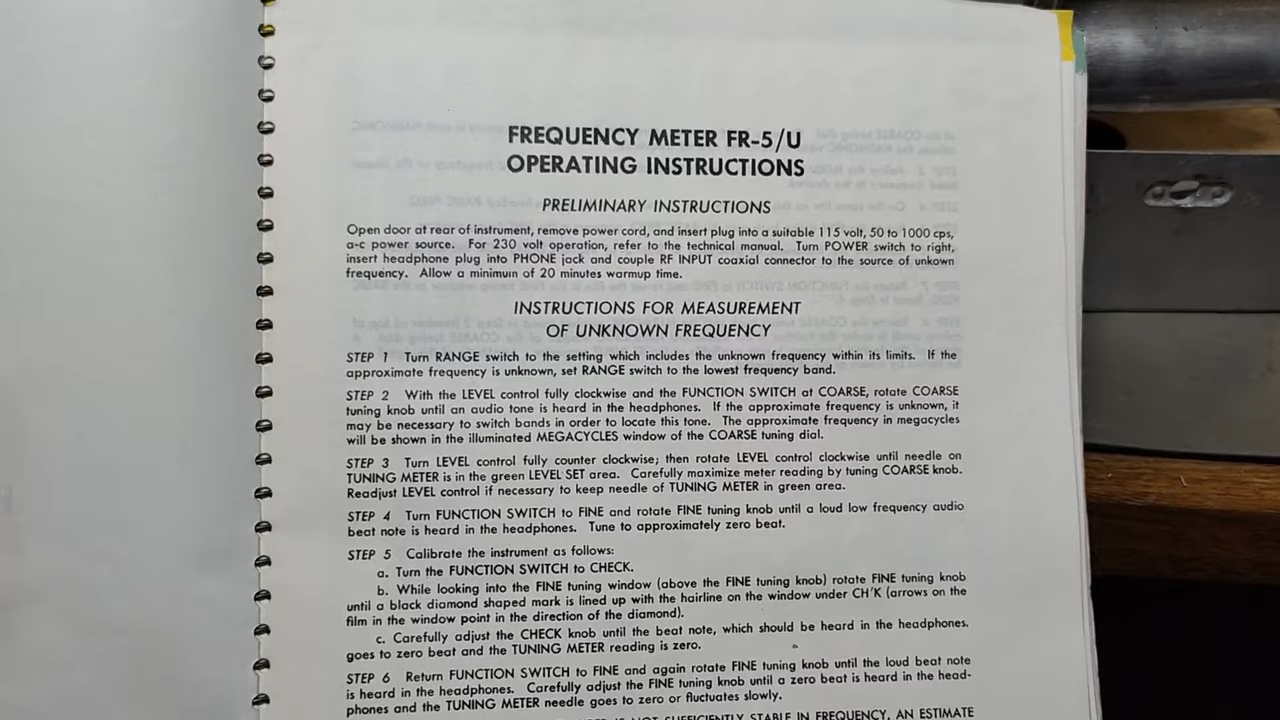 FREQUENCY METER FR-5/U
OPERATING INSTRUCTIONS
PRELIMINARY INSTRUCTIONS
Open door at rear of instrument, remove power cord, and insert plug into a suitable 115 volt, 50 to 1000 cps,
a-c power source. For 230 volt operation, refer to the technical manual. Turn POWER switch to right,
insert headphone plug into PHONE jack and couple RF INPUT coaxial connector to the source of unkown
frequency. Allow a minimum of 20 minutes warmup time.
INSTRUCTIONS FOR MEASUREMENT
OF UNKNOWN FREQUENCY
STEP 1 Turn RANGE switch to the setting which includes the unknown frequency within its limits. If the
approximate frequency is unknown, set RANGE switch to the lowest frequency band.
STEP 2 With the LEVEL control fully clockwise and the FUNCTION SWITCH at COARSE, rotate COARSE
tuning knob until an audio tone is heard in the headphones. If the approximate frequency is unknown, it
may be necessary to switch bands in order to locate this tone. The approximate frequency in megacycles
will be shown in the illuminated MEGACYCLES window of the COARSE tuning dial.
STEP 3 Turn LEVEL control fully counter clockwise; then rotate LEVEL control clockwise until needle on
TUNING METER is in the green LEVEL SET area. Carefully maximize meter reading by tuning COARSE knob.
Readjust LEVEL control if necessary to keep needle of TUNING METER in green area.
STEP 4 Turn FUNCTION SWITCH to FINE and rotate FINE tuning knob until a loud low frequency audio
beat note is heard in the headphones. Tune to approximately zero beat.
STEP 5 Calibrate the instrument as follows:
a. Turn the FUNCTION SWITCH to CHECK.
b. While looking into the FINE tuning window (above the FINE tuning knob) rotate FINE tuning knob
until a black diamond shaped mark is lined up with the hairline on the window under CH'K (arrows on the
film in the window point in the direction of the diamond).
c. Carefully adjust the CHECK knob until the beat note, which should be heard in the headphones.
goes to zero beat and the TUNING METER reading is zero.
STEP 6 Return FUNCTION SWITCH to FINE and again rotate FINE tuning knob until the loud beat note
is heard in the headphones. Carefully adjust the FINE tuning knob until a zero beat is heard in the head-
phones and the TUNING METER needle goes to zero or fluctuates slowly.
IS NOT SUFFICIENTLY STABLE IN FREQUENCY, AN ESTIMATE